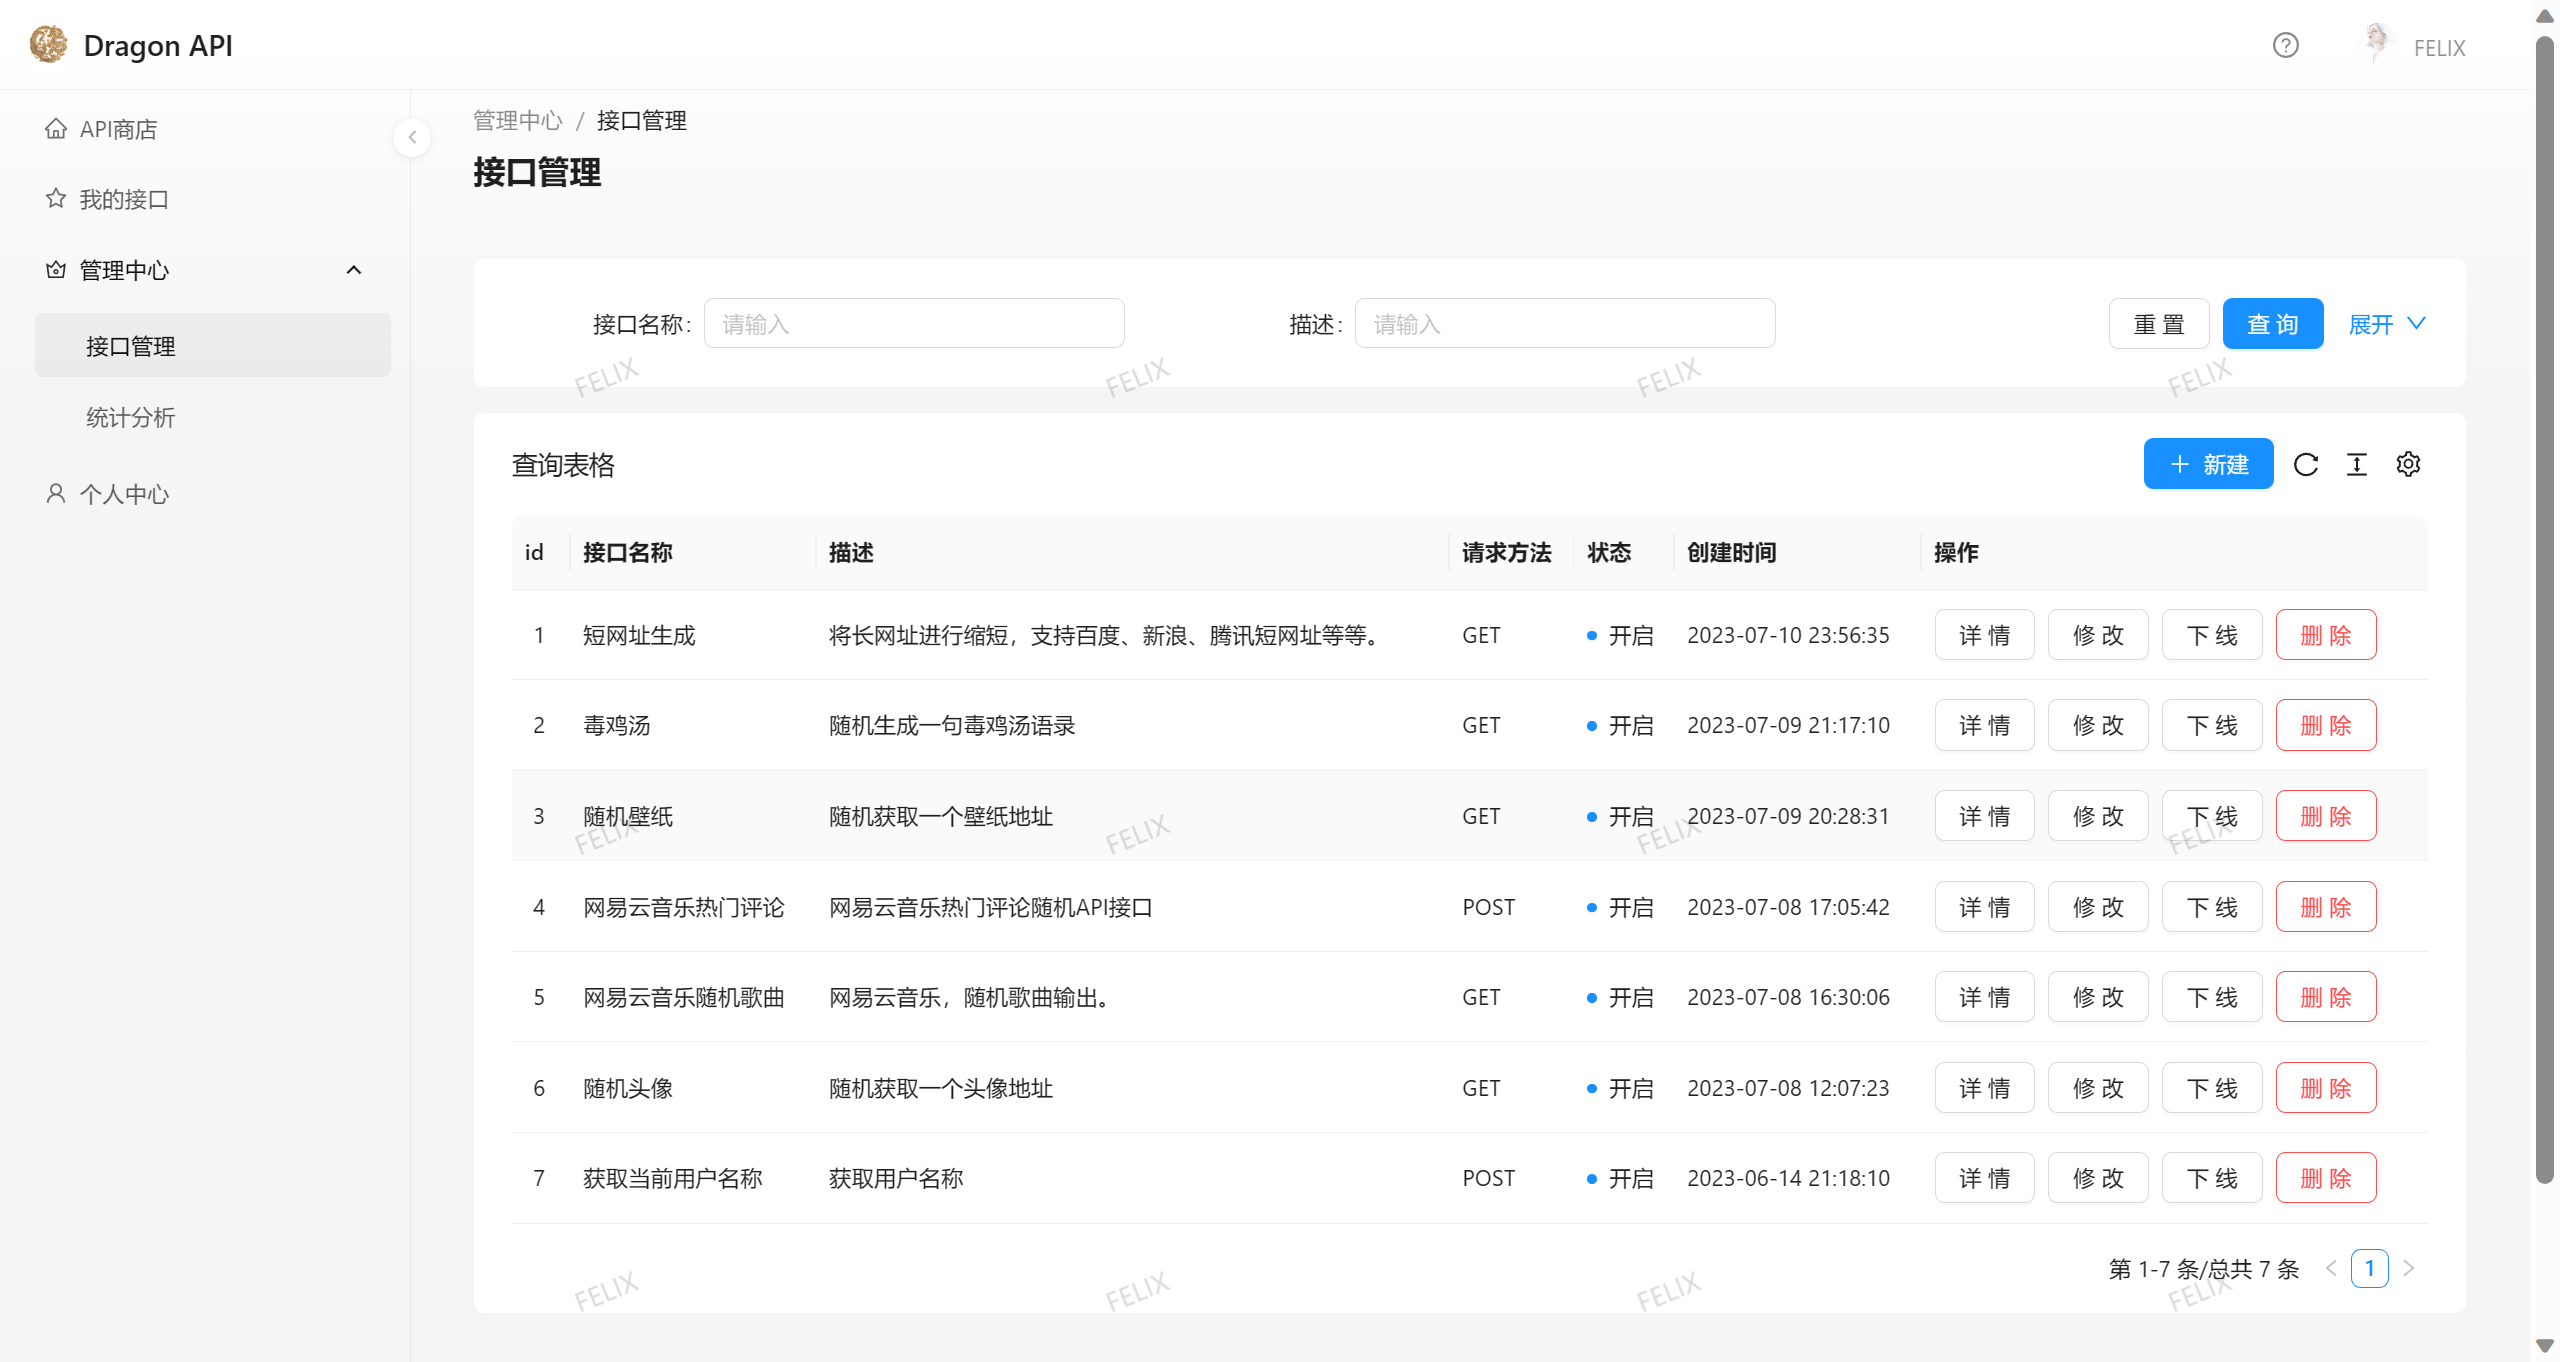 Dragon API
FELIX
API商店
我的接口
管理中心
接口管理
统计分析
个人中心
管理中心 / 接口管理
接口管理
接口名称: 请输入 描述: 请输入 重 置 查 询 展开
FELIX FELIX FELIX FELIX
查询表格 新建
id 接口名称 描述 请求方法 状态 创建时间 操作
1 短网址生成 将长网址进行缩短，支持百度、新浪、腾讯短网址等等。 GET 开启 2023-07-10 23:56:35 详 情 修 改 下 线 删 除
2 毒鸡汤 随机生成一句毒鸡汤语录 GET 开启 2023-07-09 21:17:10 详 情 修 改 下 线 删 除
3 随机壁纸 随机获取一个壁纸地址 GET 开启 2023-07-09 20:28:31 详 情 修 改 下 线 删 除
FELIX FELIX FELIX FELIX
4 网易云音乐热门评论 网易云音乐热门评论随机API接口 POST 开启 2023-07-08 17:05:42 详 情 修 改 下 线 删 除
5 网易云音乐随机歌曲 网易云音乐，随机歌曲输出。 GET 开启 2023-07-08 16:30:06 详 情 修 改 下 线 删 除
6 随机头像 随机获取一个头像地址 GET 开启 2023-07-08 12:07:23 详 情 修 改 下 线 删 除
7 获取当前用户名称 获取用户名称 POST 开启 2023-06-14 21:18:10 详 情 修 改 下 线 删 除
第 1-7 条/总共 7 条 1
FELIX FELIX FELIX FELIX